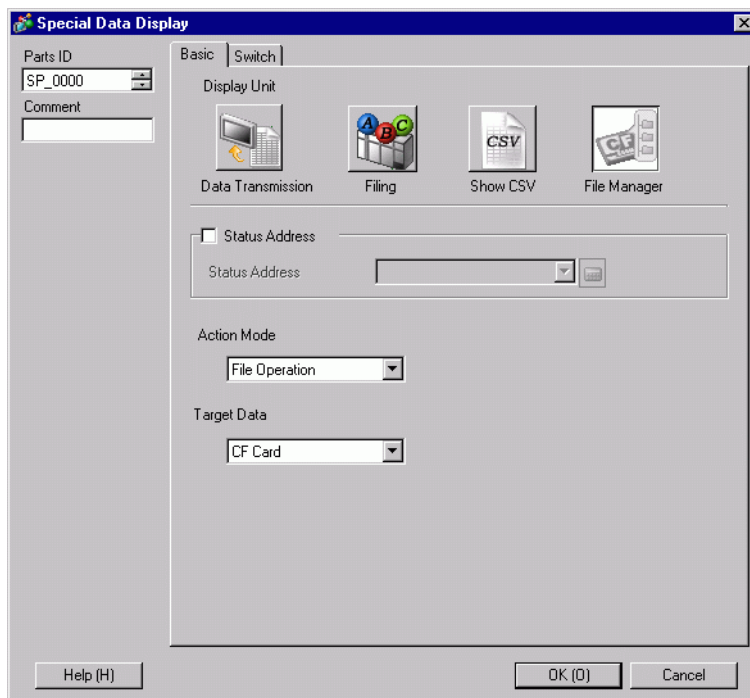 Special Data Display
Parts ID
SP_0000
Comment
Basic
Switch
Display Unit
A B C
CSV
CF
Data Transmission
Filing
Show CSV
File Manager
Status Address
Status Address
Action Mode
File Operation
Target Data
CF Card
Help (H)
OK (O)
Cancel